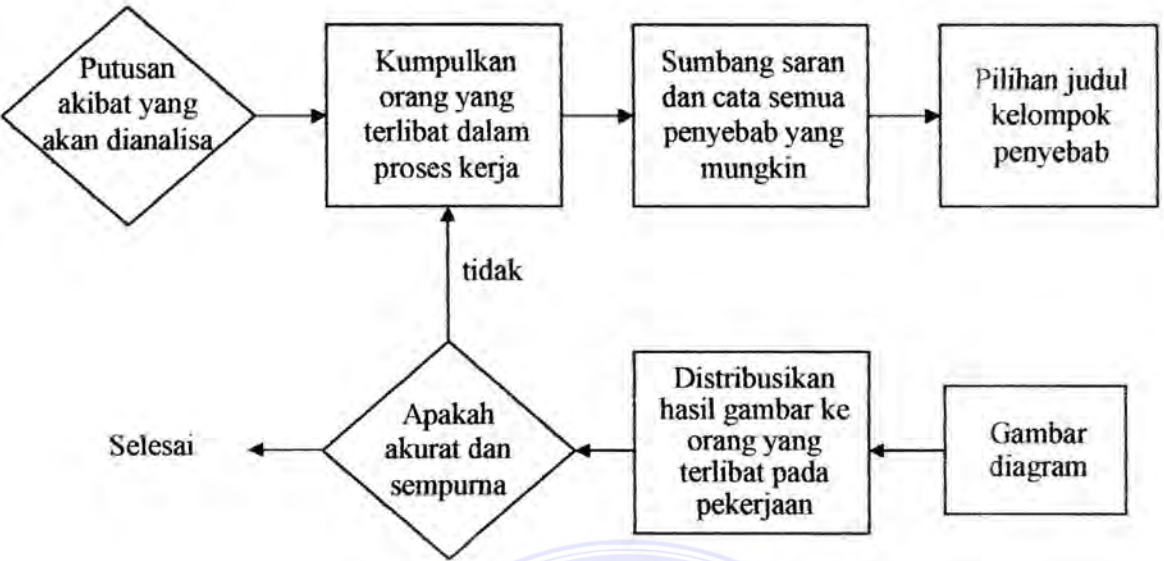 Putusan
akibat yang
akan dianalisa
Kumpulkan
orang yang
terlibat dalam
proses kerja
Sumbang saran
dan cata semua
penyebab yang
mungkin
Pilihan judul
kelompok
penyebab
tidak
Selesai
Apakah
akurat dan
sempurna
Distribusikan
hasil gambar ke
orang yang
terlibat pada
pekerjaan
Gambar
diagram